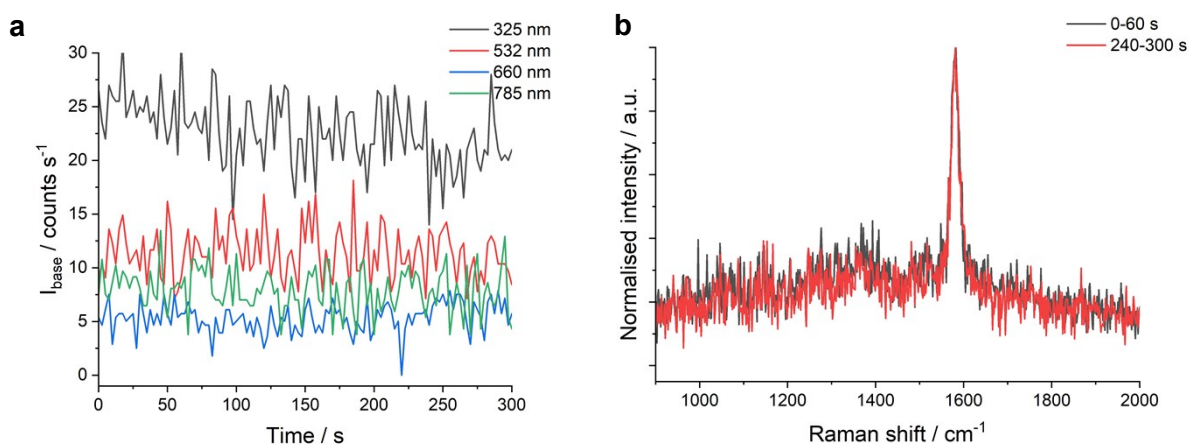 a
325 nm
532 nm
660 nm
785 nm
30
25
20
15
10
5
0
I_base / counts s⁻¹
0 50 100 150 200 250 300
Time / s
b
0-60 s
240-300 s
Normalised intensity / a.u.
1000 1200 1400 1600 1800 2000
Raman shift / cm⁻¹